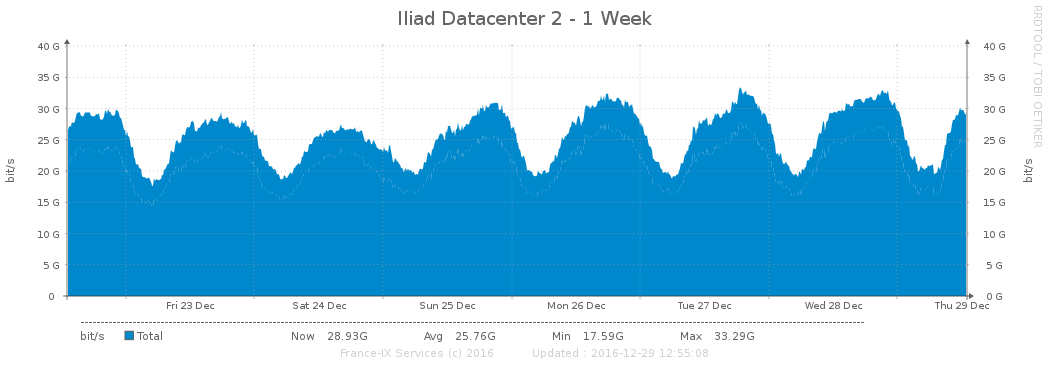 Iliad Datacenter 2 - 1 Week
RRDTOOL / TOBI OETIKER
40 G 40 G
35 G 35 G
30 G 30 G
25 G 25 G
20 G 20 G
15 G 15 G
10 G 10 G
5 G 5 G
0 0 G
bit/s bit/s
Fri 23 Dec Sat 24 Dec Sun 25 Dec Mon 26 Dec Tue 27 Dec Wed 28 Dec Thu 29 Dec
bit/s Total Now 28.93G Avg 25.76G Min 17.59G Max 33.29G
France-IX Services (c) 2016 Updated : 2016-12-29 12:55:08